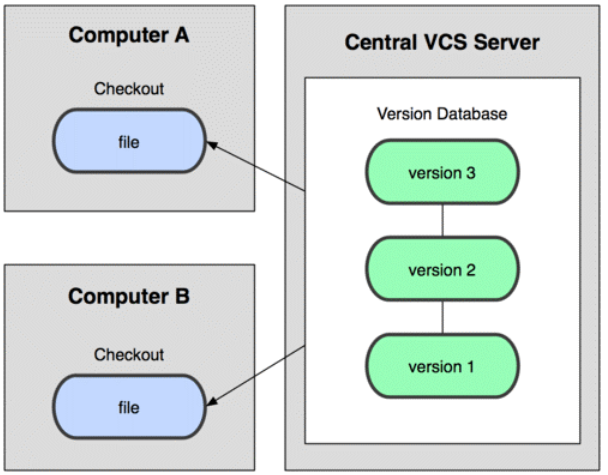 Computer A
Checkout
file
Computer B
Checkout
file
Central VCS Server
Version Database
version 3
version 2
version 1